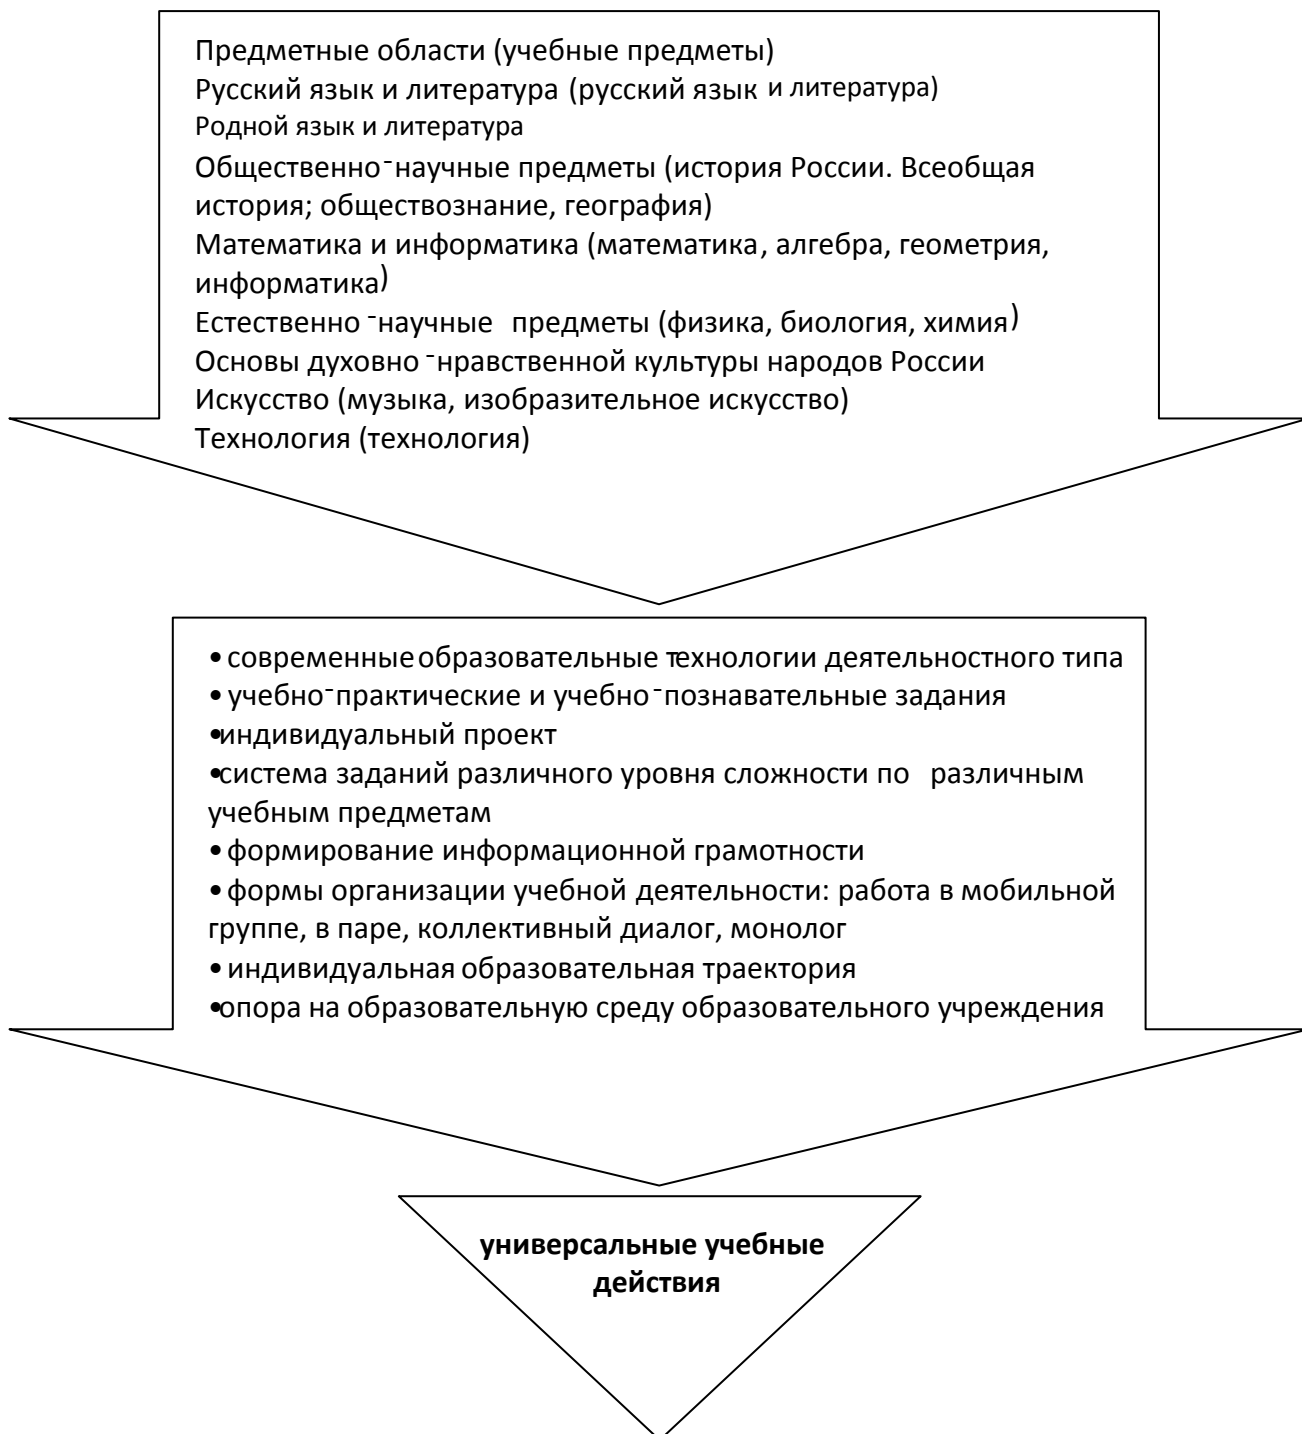 Предметные области (учебные предметы)
Русский язык и литература (русский язык и литература)
Родной язык и литература
Общественно-научные предметы (история России. Всеобщая
история; обществознание, география)
Математика и информатика (математика, алгебра, геометрия,
информатика)
Естественно -научные предметы (физика, биология, химия)
Основы духовно -нравственной культуры народов России
Искусство (музыка, изобразительное искусство)
Технология (технология)
• современные образовательные технологии деятельностного типа
• учебно-практические и учебно-познавательные задания
•индивидуальный проект
•система заданий различного уровня сложности по различным
учебным предметам
• формирование информационной грамотности
• формы организации учебной деятельности: работа в мобильной
группе, в паре, коллективный диалог, монолог
• индивидуальная образовательная траектория
•опора на образовательную среду образовательного учреждения
универсальные учебные
действия